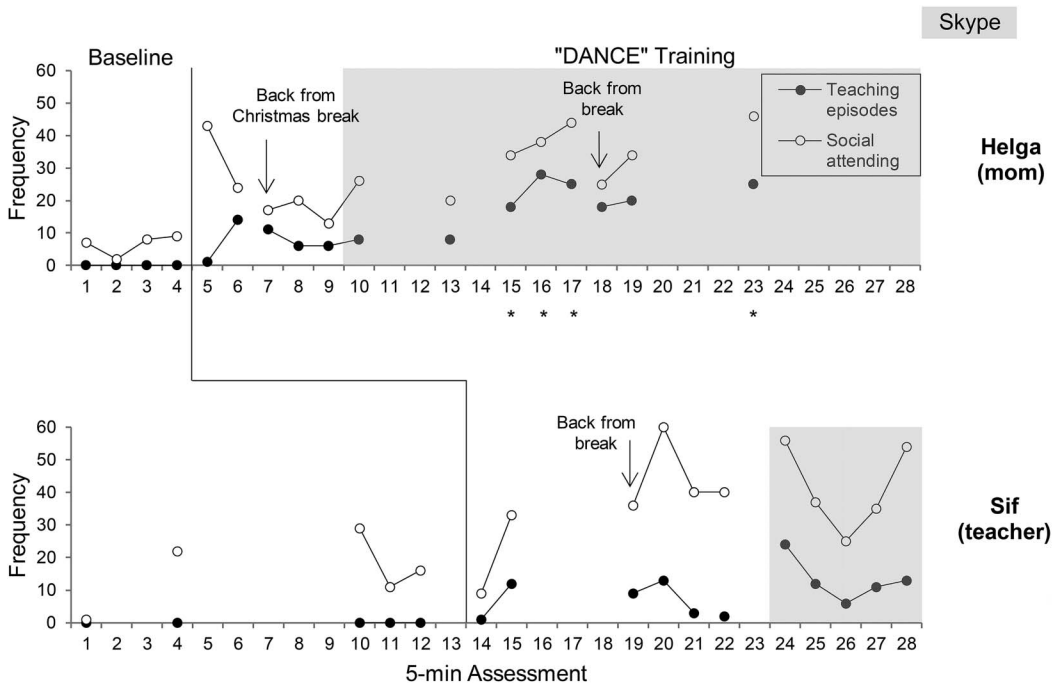 Skype
Baseline
"DANCE" Training
60
50
40
30
20
10
0
Frequency
Back from
Christmas break
Back from
break
Teaching
episodes
Social
attending
Helga
(mom)
1 2 3 4 5 6 7 8 9 10 11 12 13 14 15 16 17 18 19 20 21 22 23 24 25 26 27 28
* * * *
60
50
40
30
20
10
0
Frequency
Back from
break
Sif
(teacher)
1 2 3 4 5 6 7 8 9 10 11 12 13 14 15 16 17 18 19 20 21 22 23 24 25 26 27 28
5-min Assessment